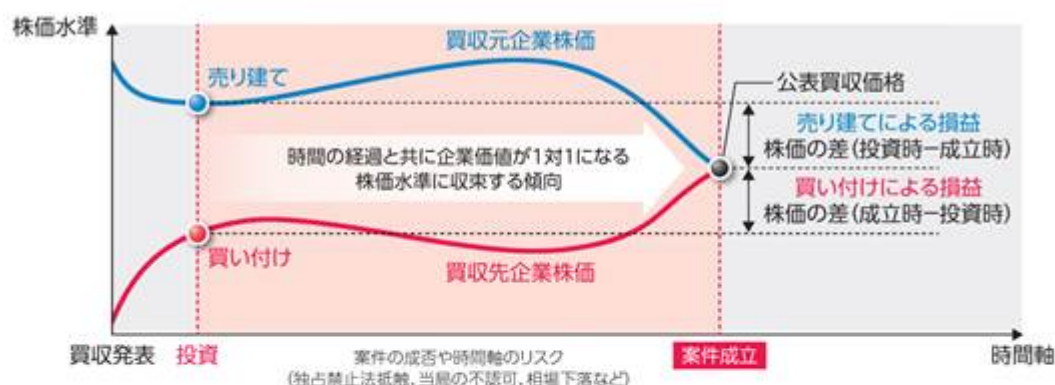 株価水準
買収元企業株価
売り建て
公表買収価格
売り建てによる損益
株価の差(投資時ー成立時)
時間の経過と共に企業価値が1対1になる
株価水準に収束する傾向
買い付けによる損益
株価の差(成立時ー投資時)
買い付け
買収先企業株価
買収発表
投資
案件の成否や時間軸のリスク
(独占禁止法抵触、当局の不認可、相場下落など)
案件成立
時間軸